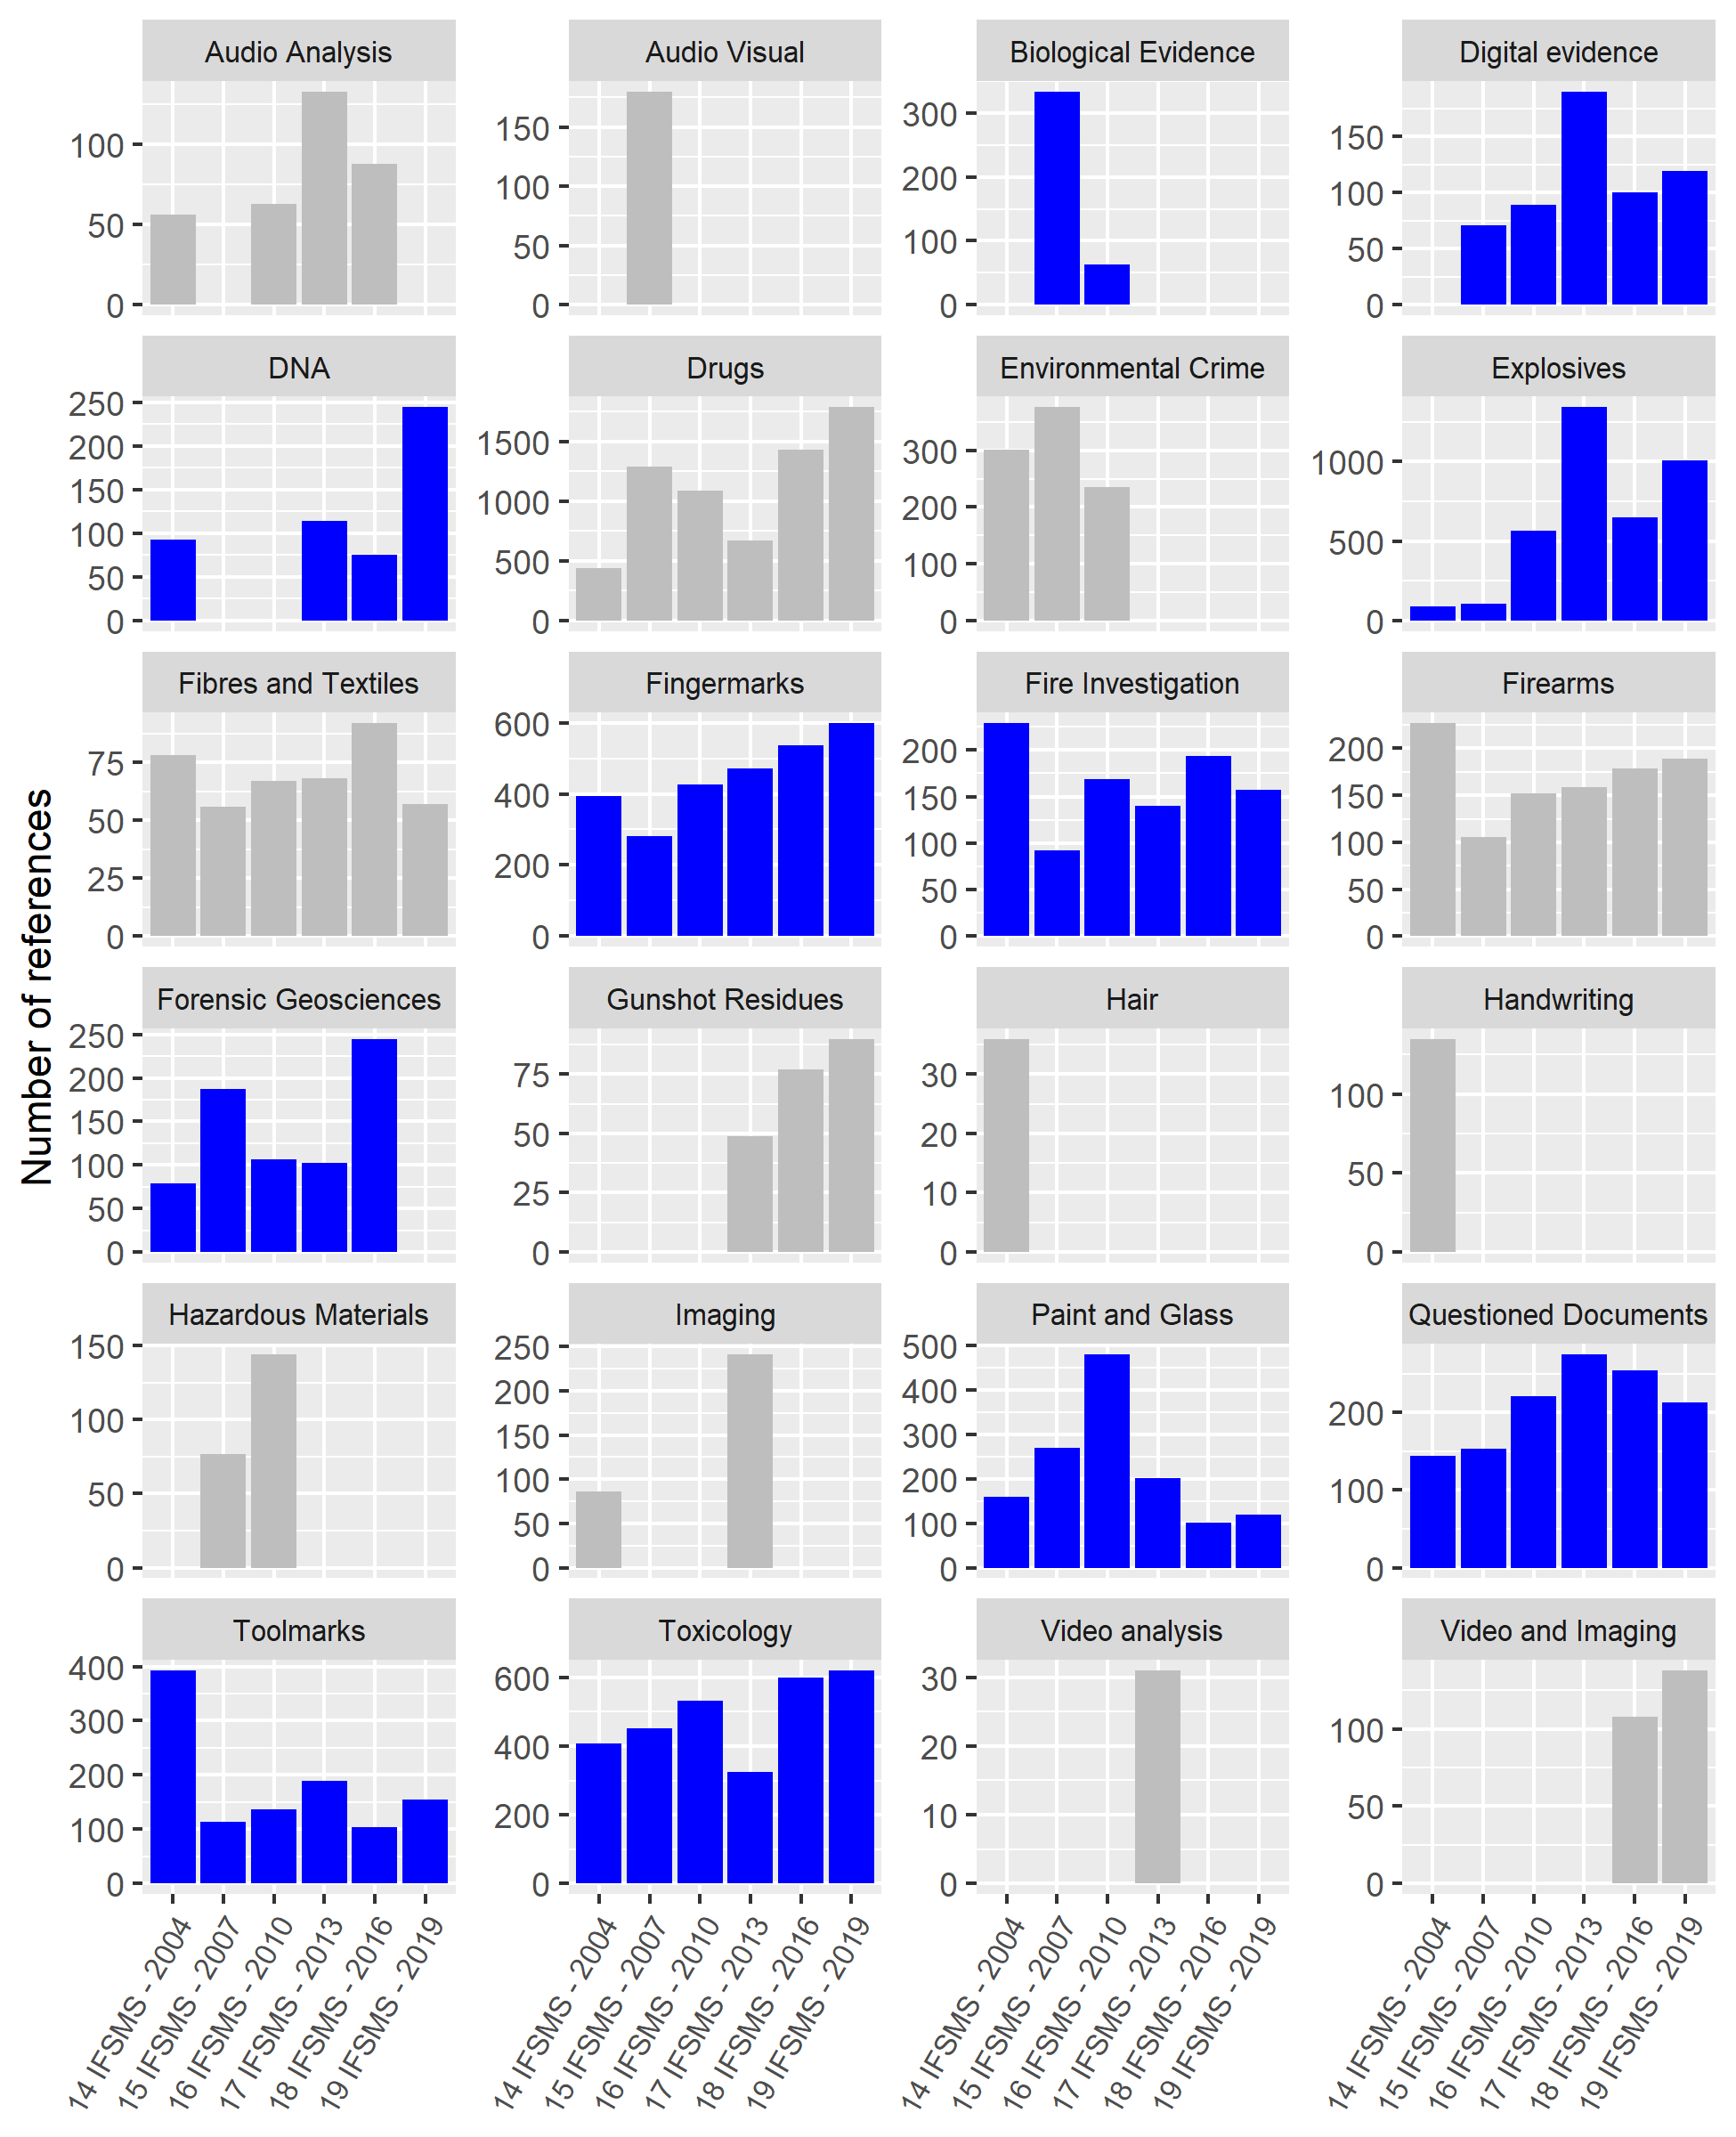 Number of references
Audio Analysis
100
50
0
Audio Visual
150
100
50
0
Biological Evidence
300
200
100
0
Digital evidence
150
100
50
0
DNA
250
200
150
100
50
0
Drugs
1500
1000
500
0
Environmental Crime
300
200
100
0
Explosives
1000
500
0
Fibres and Textiles
75
50
25
0
Fingermarks
600
400
200
0
Fire Investigation
200
150
100
50
0
Firearms
200
150
100
50
0
Forensic Geosciences
250
200
150
100
50
0
Gunshot Residues
75
50
25
0
Hair
30
20
10
0
Handwriting
100
50
0
Hazardous Materials
150
100
50
0
Imaging
250
200
150
100
50
0
Paint and Glass
500
400
300
200
100
0
Questioned Documents
200
100
0
Toolmarks
400
300
200
100
0
Toxicology
600
400
200
0
Video analysis
30
20
10
0
Video and Imaging
100
50
0
14 IFSMS - 2004
15 IFSMS - 2007
16 IFSMS - 2010
17 IFSMS - 2013
18 IFSMS - 2016
19 IFSMS - 2019
14 IFSMS - 2004
15 IFSMS - 2007
16 IFSMS - 2010
17 IFSMS - 2013
18 IFSMS - 2016
19 IFSMS - 2019
14 IFSMS - 2004
15 IFSMS - 2007
16 IFSMS - 2010
17 IFSMS - 2013
18 IFSMS - 2016
19 IFSMS - 2019
14 IFSMS - 2004
15 IFSMS - 2007
16 IFSMS - 2010
17 IFSMS - 2013
18 IFSMS - 2016
19 IFSMS - 2019